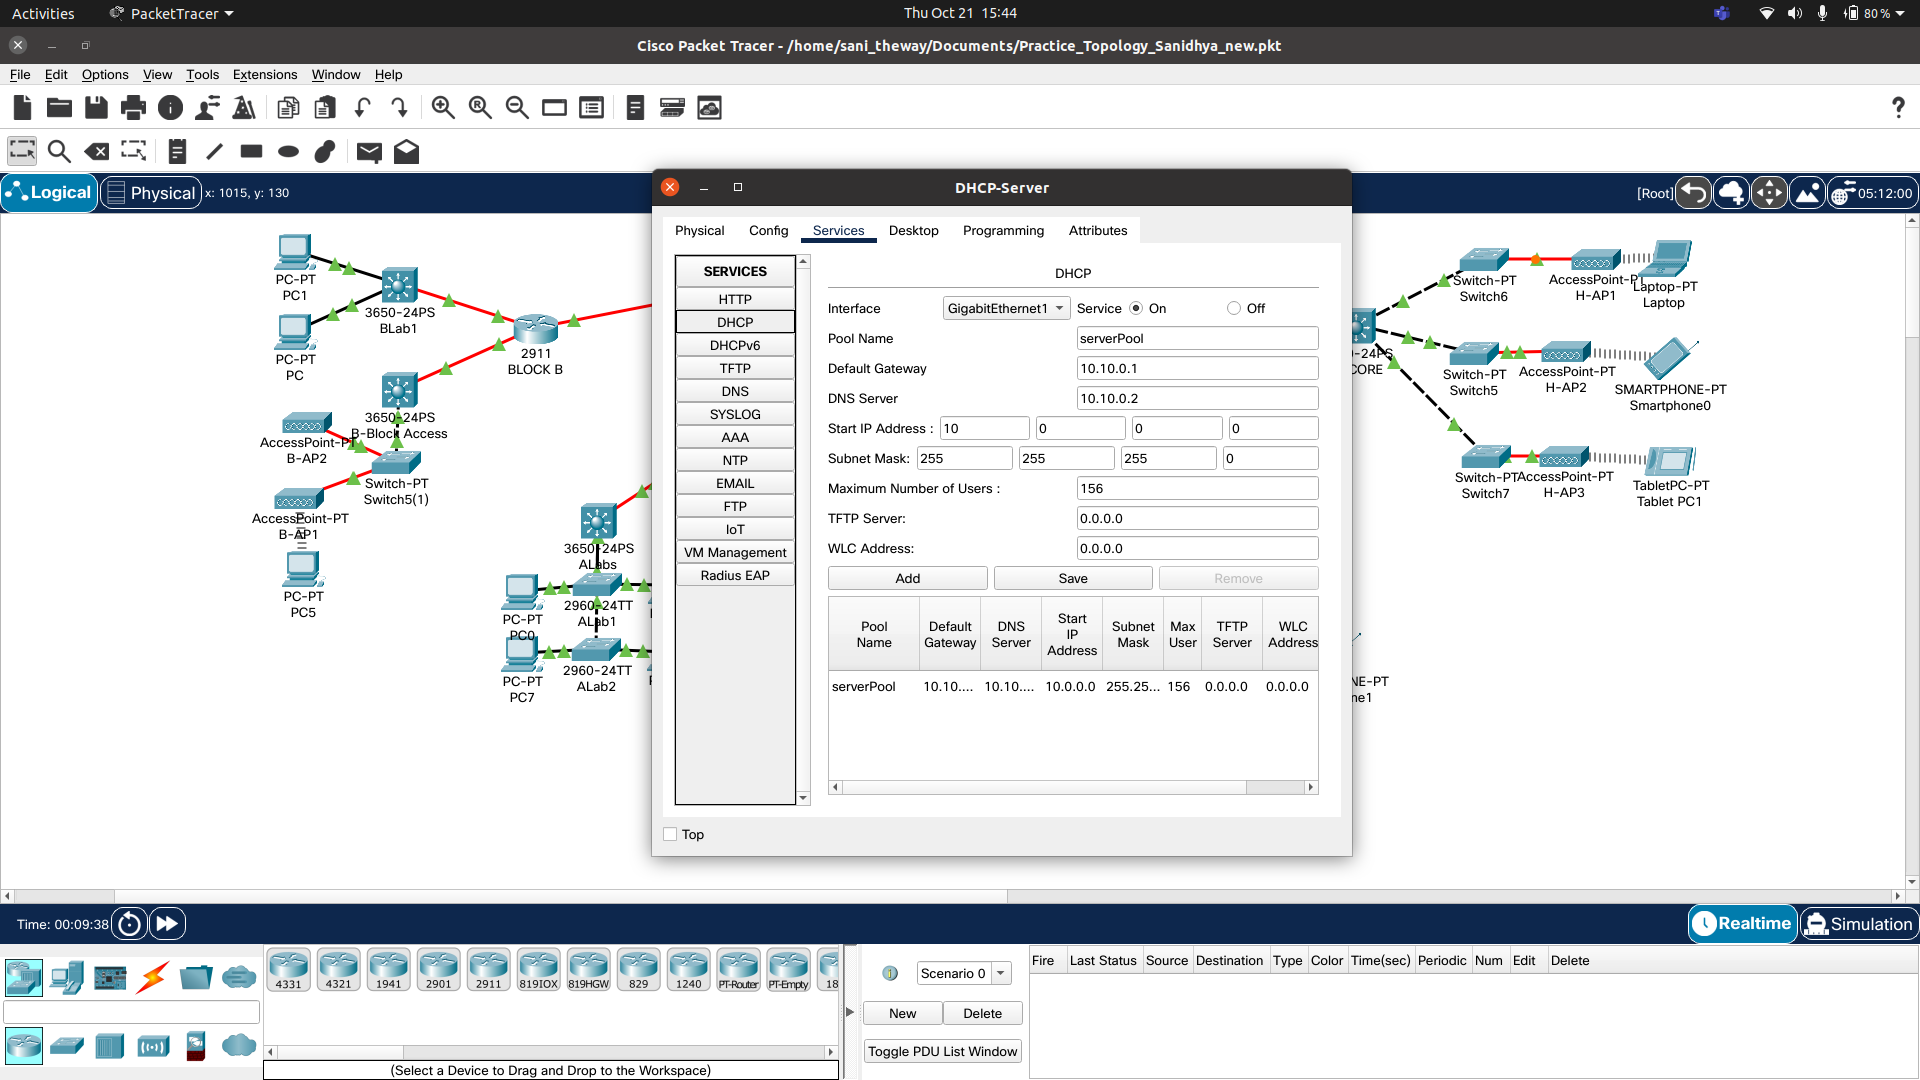 Activities
PacketTracer
Thu Oct 21 15:44
80 %
Cisco Packet Tracer - /home/sani_theway/Documents/Practice_Topology_Sanidhya_new.pkt
File Edit Options View Tools Extensions Window Help
?
Logical
Physical
x: 1015, y: 130
[Root]
05:12:00
PC-PT
PC1
3650-24PS
BLab1
PC-PT
PC
2911
BLOCK B
3650-24PS
B-Block Access
AccessPoint-PT
B-AP2
Switch-PT
Switch5(1)
AccessPoint-PT
B-AP1
PC-PT
PC5
3650-24PS
ALabs
PC-PT
PC0
2960-24TT
ALab1
PC-PT
PC7
2960-24TT
ALab2
DHCP-Server
Physical Config Services Desktop Programming Attributes
SERVICES
HTTP
DHCP
DHCPv6
TFTP
DNS
SYSLOG
AAA
NTP
EMAIL
FTP
IoT
VM Management
Radius EAP
DHCP
Interface GigabitEthernet1 Service On Off
Pool Name serverPool
Default Gateway 10.10.0.1
DNS Server 10.10.0.2
Start IP Address : 10 0 0 0
Subnet Mask: 255 255 255 0
Maximum Number of Users : 156
TFTP Server: 0.0.0.0
WLC Address: 0.0.0.0
Add Save Remove
Pool Name
Default Gateway
DNS Server
Start IP Address
Subnet Mask
Max User
TFTP Server
WLC Address
serverPool 10.10.... 10.10.... 10.0.0.0 255.25... 156 0.0.0.0 0.0.0.0
Top
Switch-PT
Switch6
AccessPoint-PT
H-AP1
Laptop-PT
Laptop
-24PS
CORE
Switch-PT
Switch5
AccessPoint-PT
H-AP2
SMARTPHONE-PT
Smartphone0
Switch-PT
Switch7
AccessPoint-PT
H-AP3
TabletPC-PT
Tablet PC1
NE-PT
ne1
Time: 00:09:38
Realtime
Simulation
4331 4321 1941 2901 2911 819IOX 819HGW 829 1240 PT-Router PT-Empty 18
(Select a Device to Drag and Drop to the Workspace)
Scenario 0
New Delete
Toggle PDU List Window
Fire Last Status Source Destination Type Color Time(sec) Periodic Num Edit Delete